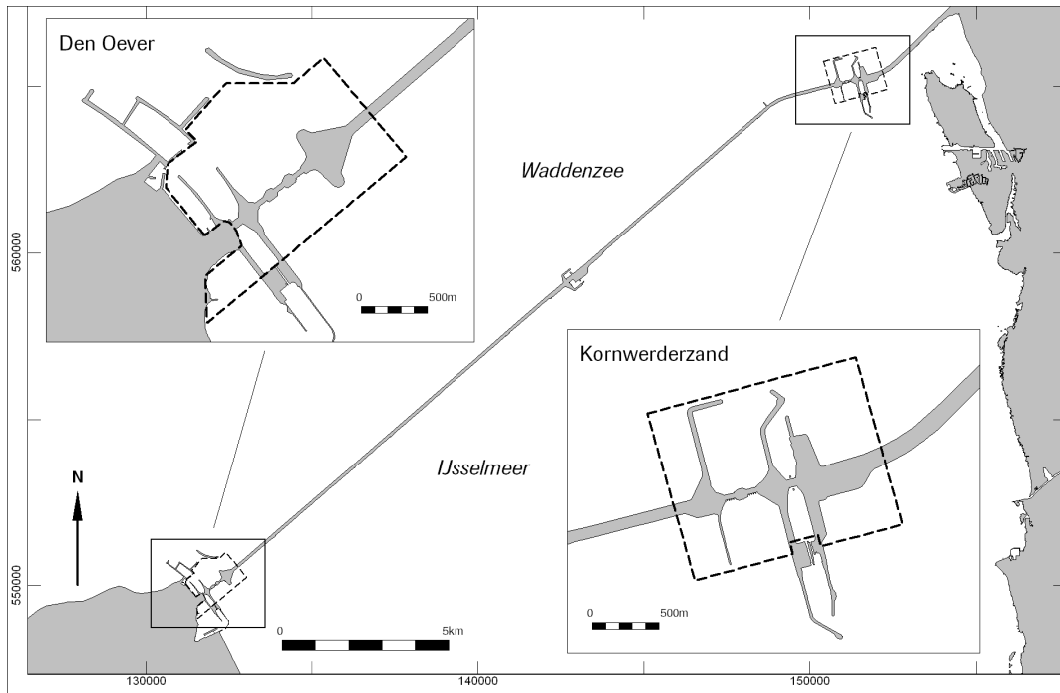 Den Oever
0 500m
Waddenzee
560000
Kornwerderzand
IJsselmeer
N
0 500m
550000
0 5km
130000 140000 150000